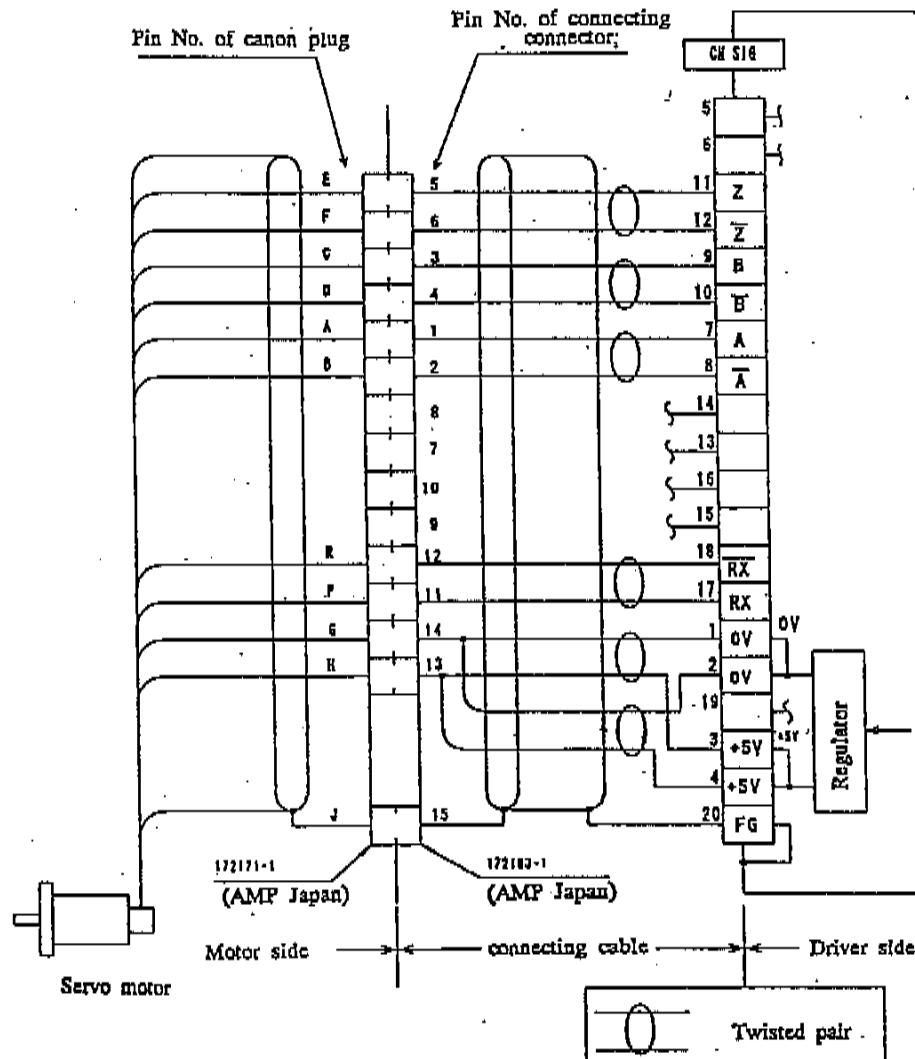 Pin No. of canon plug
Pin No. of connecting
connector;
CN SIG
5
6
E 5 11 Z
F 6 12 Z̅
C 3 9 B
D 4 10 B̅
A 1 7 A
B 2 8 A̅
8 14
7 13
10 16
9 15
R 12 18 R̅X̅
P 11 17 RX
G 14 1 0V 0V
H 13 2 0V
19
+5V
3 +5V
4 +5V
Regulator
J 15 20 FG
172171-1
(AMP Japan)
172163-1
(AMP Japan)
Motor side
connecting cable
Driver side
Servo motor
Twisted pair